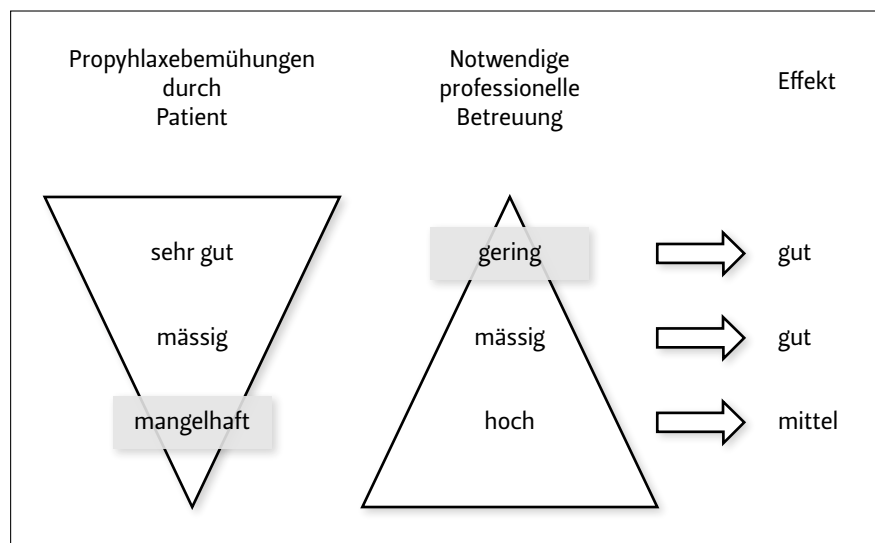 Propyhlaxebemühungen
durch
Patient
Notwendige
professionelle
Betreuung
Effekt
sehr gut
gering
gut
mässig
mässig
gut
mangelhaft
hoch
mittel